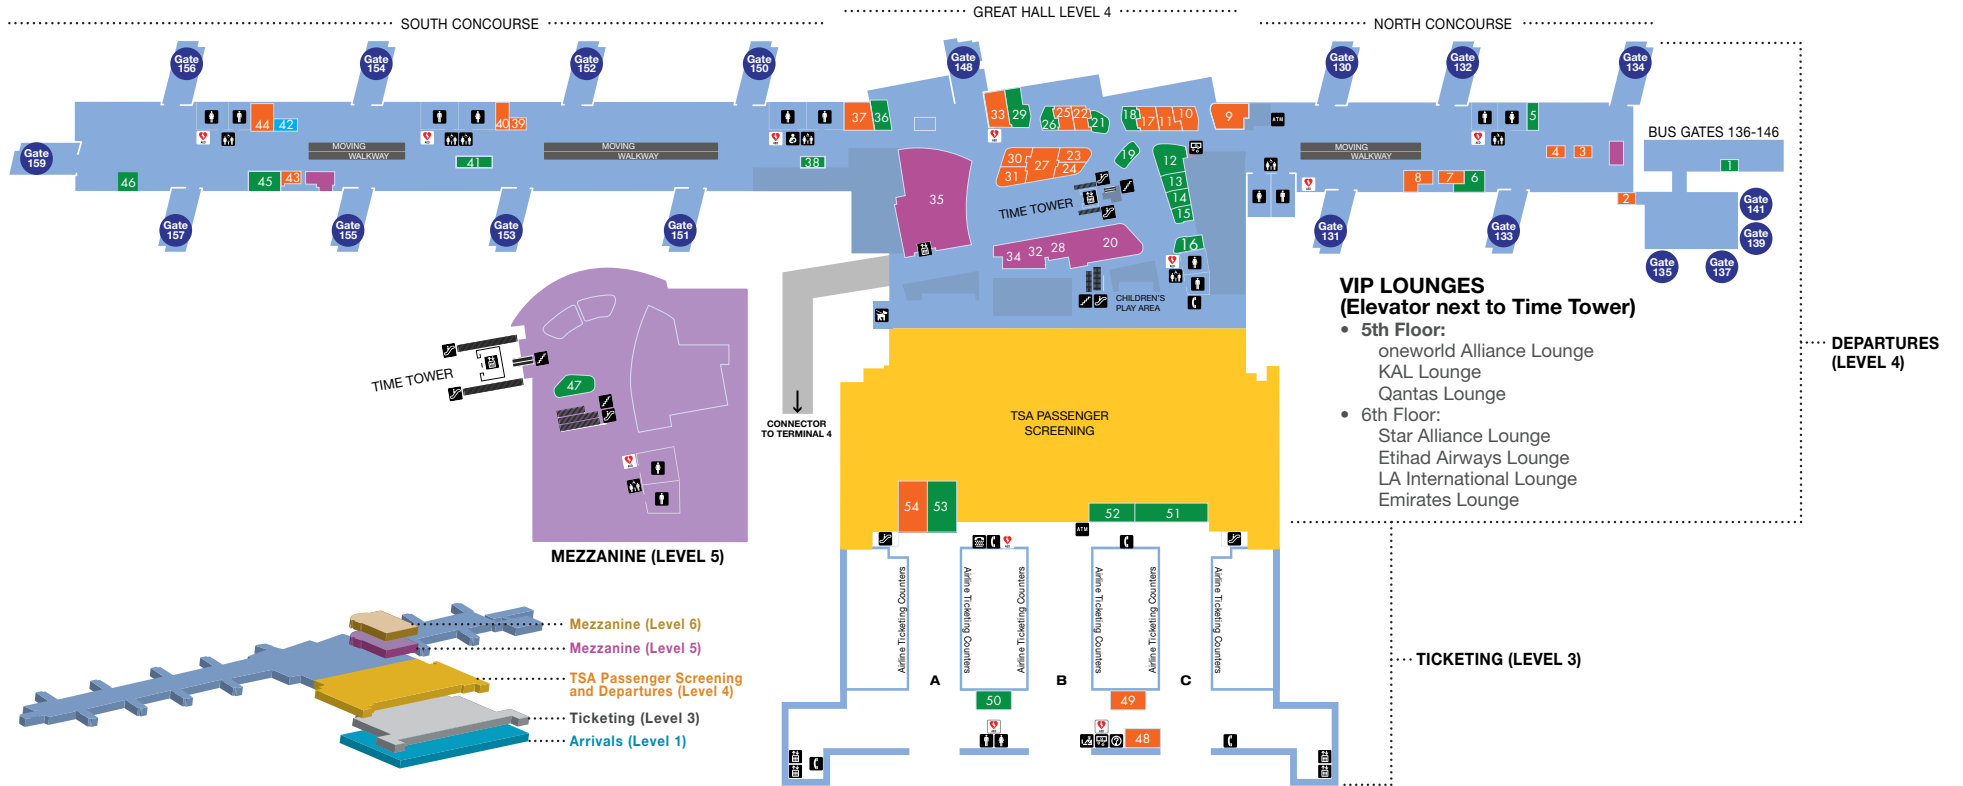 SOUTH CONCOURSE
GREAT HALL LEVEL 4
NORTH CONCOURSE
Gate 156
Gate 154
Gate 152
Gate 150
Gate 148
Gate 130
Gate 132
Gate 134
44
42
40
39
37
36
33
29
26
25
22
21
18
17
11
10
9
ATM
5
BUS GATES 136-146
MOVING
WALKWAY
MOVING
WALKWAY
MOVING
WALKWAY
Gate 159
41
38
30
27
23
24
31
19
12
13
14
15
4
3
1
46
45
43
35
TIME TOWER
8
7
6
2
Gate 157
Gate 155
Gate 153
Gate 151
34
32
28
20
16
Gate 131
Gate 133
Gate 141
Gate 139
Gate 135
Gate 137
CHILDREN'S
PLAY AREA
VIP LOUNGES
(Elevator next to Time Tower)
• 5th Floor:
oneworld Alliance Lounge
KAL Lounge
Qantas Lounge
• 6th Floor:
Star Alliance Lounge
Etihad Airways Lounge
LA International Lounge
Emirates Lounge
DEPARTURES
(LEVEL 4)
TIME TOWER
47
MEZZANINE (LEVEL 5)
CONNECTOR
TO TERMINAL 4
TSA PASSENGER
SCREENING
54
53
52
51
ATM
Airline Ticketing Counters
Airline Ticketing Counters
Airline Ticketing Counters
Airline Ticketing Counters
Airline Ticketing Counters
Airline Ticketing Counters
A
B
C
50
49
48
TICKETING (LEVEL 3)
Mezzanine (Level 6)
Mezzanine (Level 5)
TSA Passenger Screening
and Departures (Level 4)
Ticketing (Level 3)
Arrivals (Level 1)